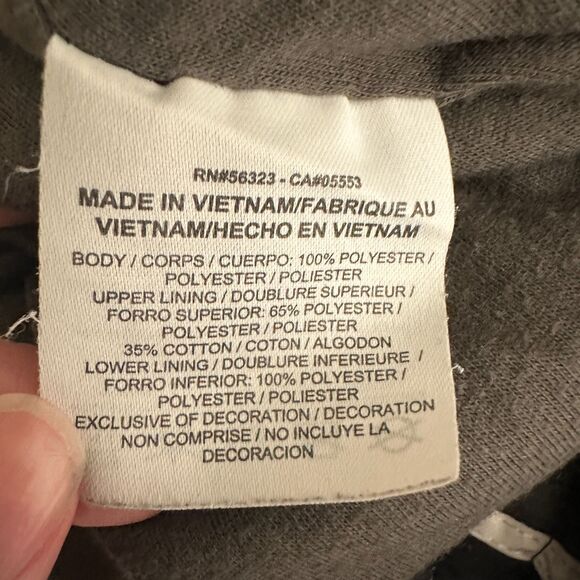 RN#56323 - CA#05553
MADE IN VIETNAM/FABRIQUE AU
VIETNAM/HECHO EN VIETNAM
BODY / CORPS / CUERPO: 100% POLYESTER /
POLYESTER / POLIESTER
UPPER LINING / DOUBLURE SUPERIEUR /
FORRO SUPERIOR: 65% POLYESTER /
POLYESTER / POLIESTER
35% COTTON / COTON / ALGODON
LOWER LINING / DOUBLURE INFERIEURE /
FORRO INFERIOR: 100% POLYESTER /
POLYESTER / POLIESTER
EXCLUSIVE OF DECORATION / DECORATION
NON COMPRISE / NO INCLUYE LA
DECORACION